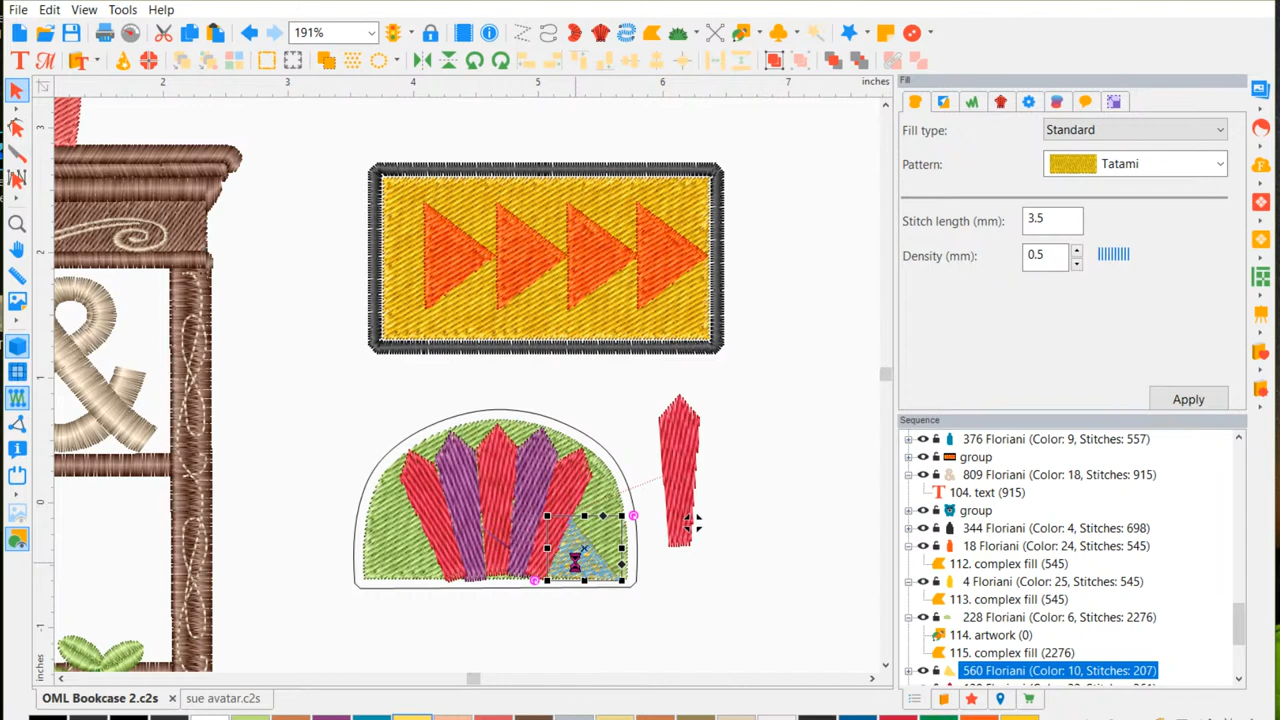 File Edit View Tools Help
191%
T M T
inches
3 4 5 6 7
3
2
1
0
-1
inches
&
Fill
Fill type: Standard
Pattern: Tatami
Stitch length (mm): 3.5
Density (mm): 0.5
Apply
Sequence
376 Floriani (Color: 9, Stitches: 557)
group
809 Floriani (Color: 18, Stitches: 915)
T 104. text (915)
group
344 Floriani (Color: 4, Stitches: 698)
18 Floriani (Color: 24, Stitches: 545)
112. complex fill (545)
4 Floriani (Color: 25, Stitches: 545)
113. complex fill (545)
228 Floriani (Color: 6, Stitches: 2276)
114. artwork (0)
115. complex fill (2276)
560 Floriani (Color: 10, Stitches: 207)
OML Bookcase 2.c2s × sue avatar.c2s